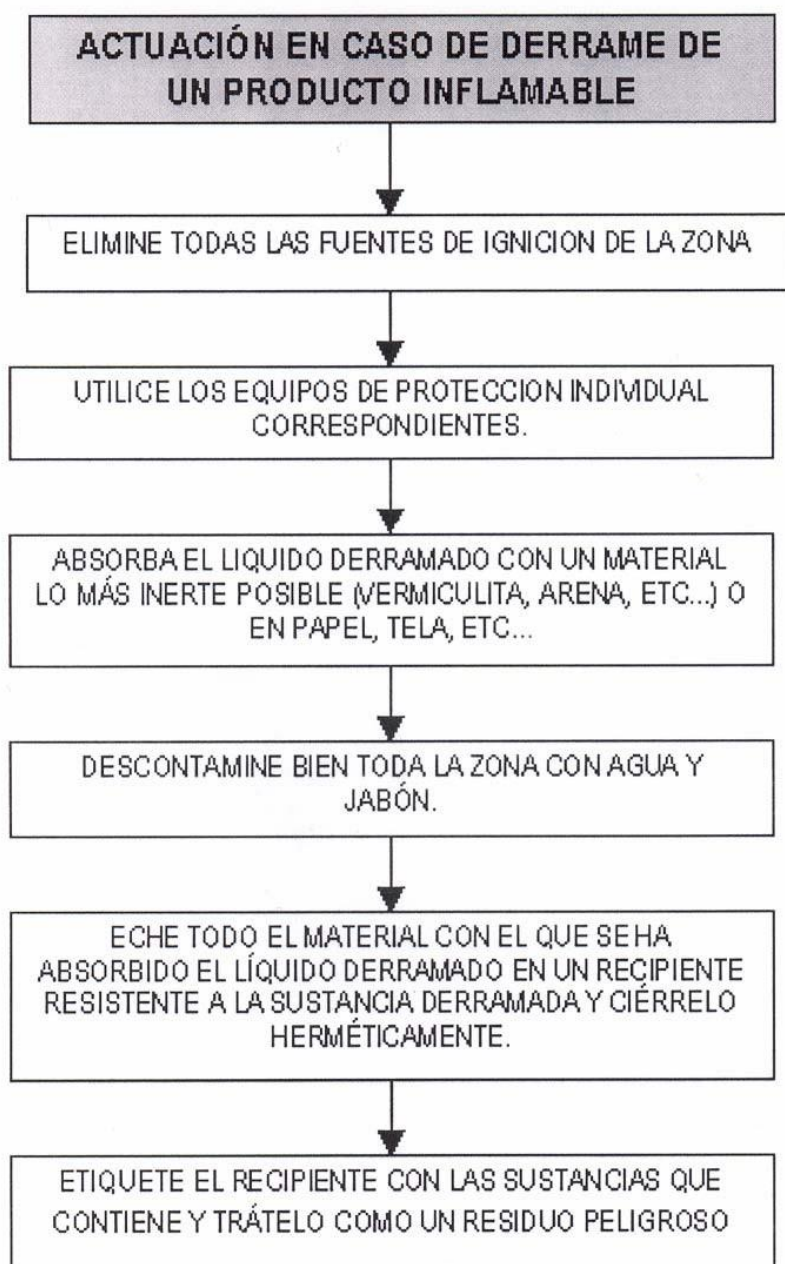 ACTUACIÓN EN CASO DE DERRAME DE
UN PRODUCTO INFLAMABLE
ELIMINE TODAS LAS FUENTES DE IGNICION DE LA ZONA
UTILICE LOS EQUIPOS DE PROTECCION INDIVIDUAL
CORRESPONDIENTES.
ABSORBA EL LIQUIDO DERRAMADO CON UN MATERIAL
LO MÁS INERTE POSIBLE (VERMICULITA, ARENA, ETC...) O
EN PAPEL, TELA, ETC...
DESCONTAMINE BIEN TODA LA ZONA CON AGUA Y
JABÓN.
ECHE TODO EL MATERIAL CON EL QUE SE HA
ABSORBIDO EL LÍQUIDO DERRAMADO EN UN RECIPIENTE
RESISTENTE A LA SUSTANCIA DERRAMADA Y CIÉRRELO
HERMÉTICAMENTE.
ETIQUETE EL RECIPIENTE CON LAS SUSTANCIAS QUE
CONTIENE Y TRÁTELO COMO UN RESIDUO PELIGROSO